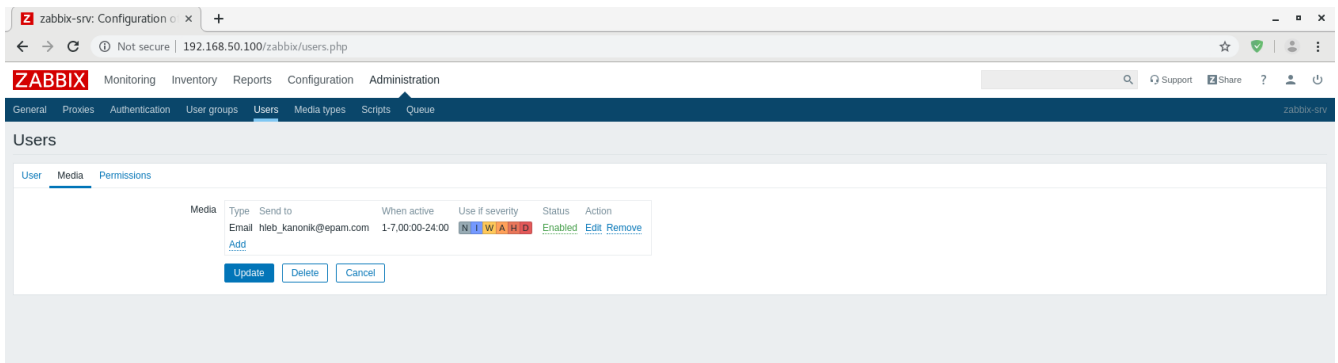 Z zabbix-srv: Configuration o
Not secure | 192.168.50.100/zabbix/users.php
ZABBIX Monitoring Inventory Reports Configuration Administration Support Z Share ?
General Proxies Authentication User groups Users Media types Scripts Queue zabbix-srv
Users
User Media Permissions
Media Type Send to When active Use if severity Status Action
Email hleb_kanonik@epam.com 1-7,00:00-24:00 N I W A H D Enabled Edit Remove
Add
Update Delete Cancel